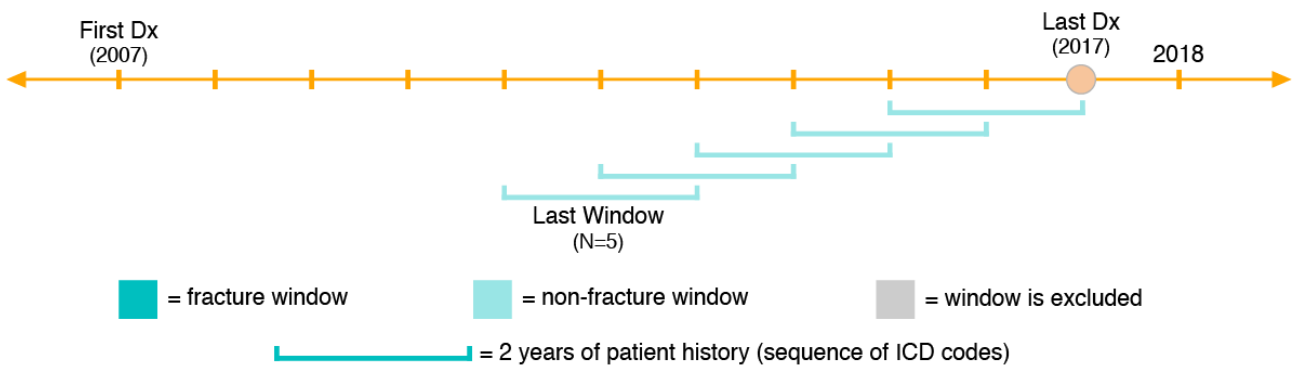 First Dx
(2007)
Last Dx
(2017)
2018
Last Window
(N=5)
= fracture window
= non-fracture window
= window is excluded
= 2 years of patient history (sequence of ICD codes)